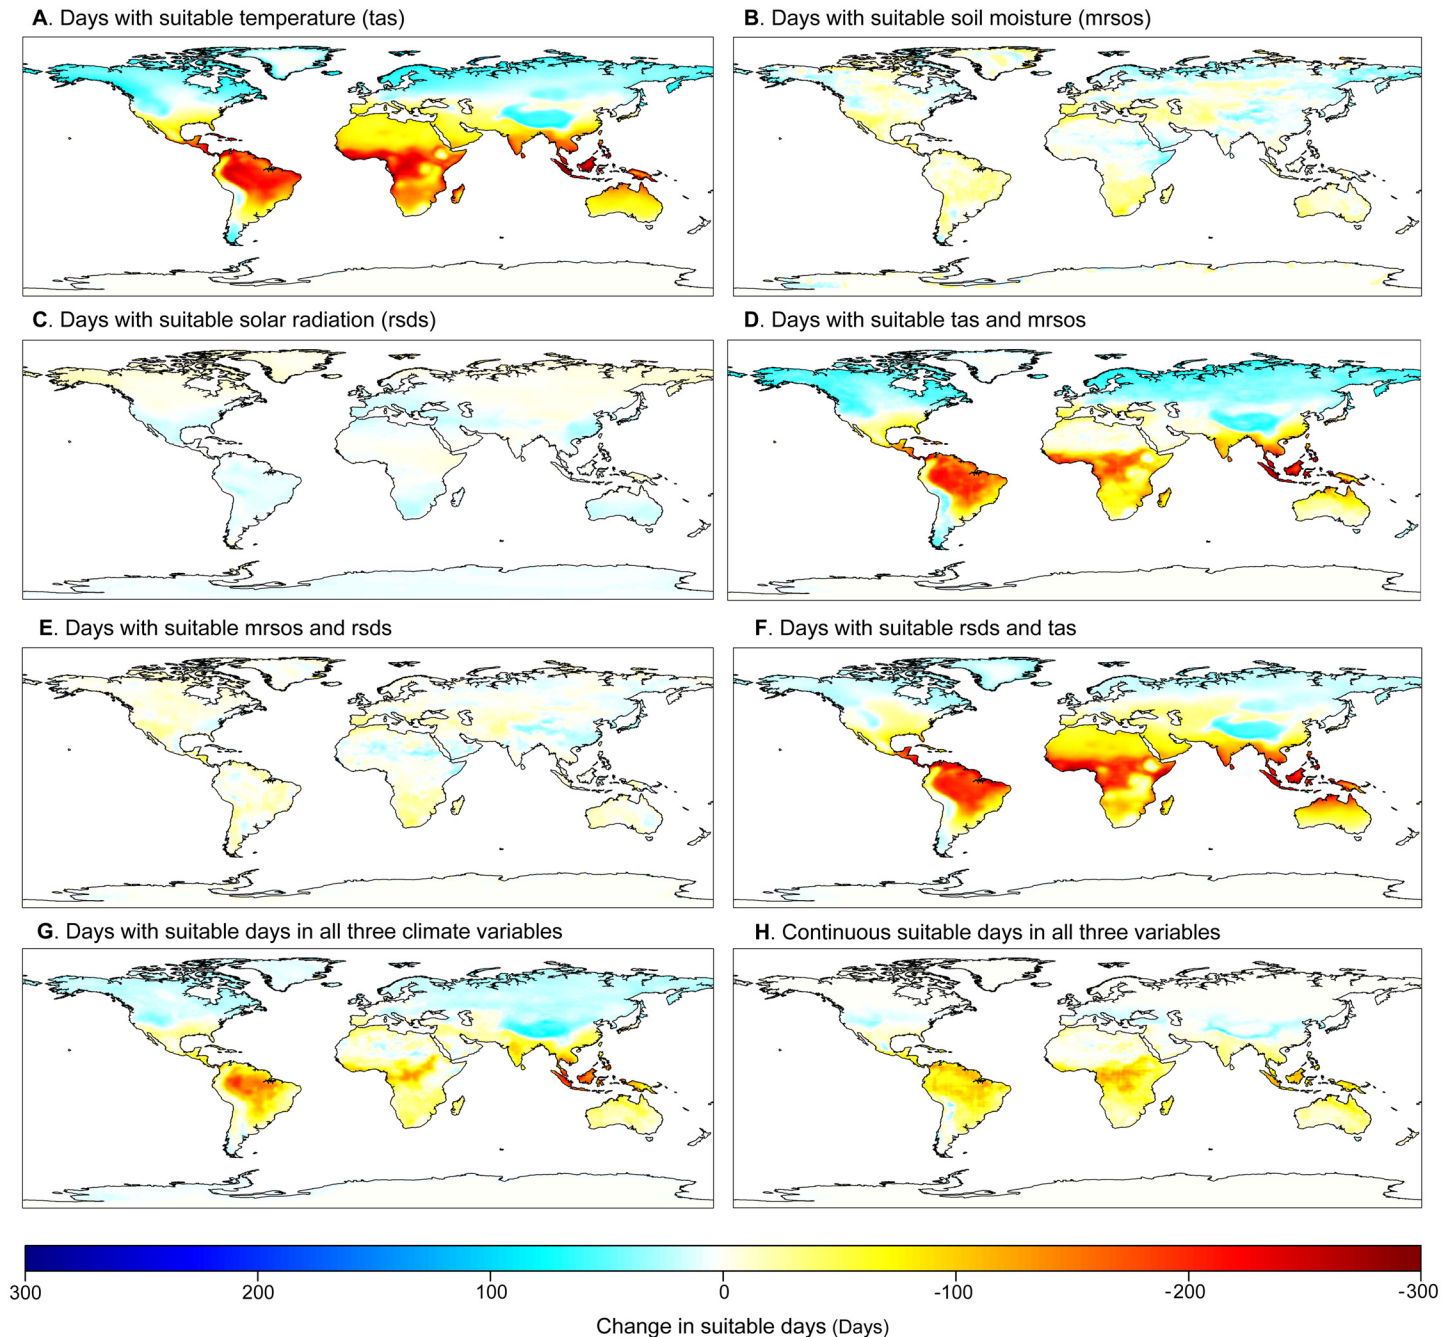 A. Days with suitable temperature (tas)
B. Days with suitable soil moisture (mrsos)
C. Days with suitable solar radiation (rsds)
D. Days with suitable tas and mrsos
E. Days with suitable mrsos and rsds
F. Days with suitable rsds and tas
G. Days with suitable days in all three climate variables
H. Continuous suitable days in all three variables
300 200 100 0 -100 -200 -300
Change in suitable days (Days)